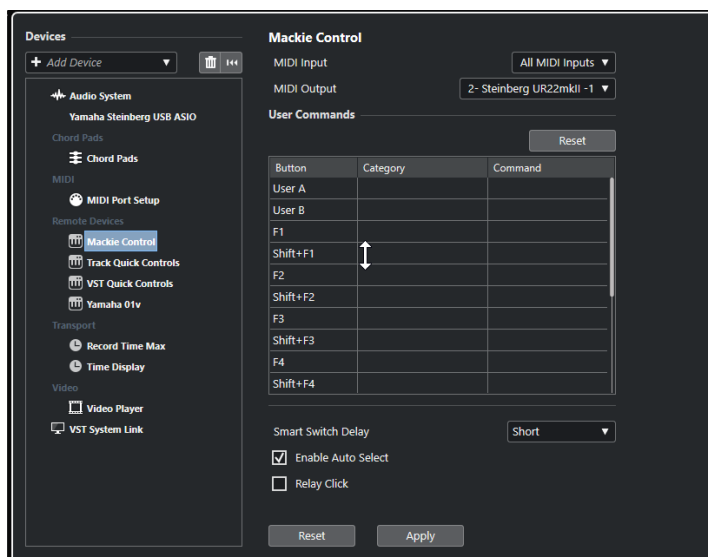 Devices
+ Add Device
Audio System
Yamaha Steinberg USB ASIO
Chord Pads
Chord Pads
MIDI
MIDI Port Setup
Remote Devices
Mackie Control
Track Quick Controls
VST Quick Controls
Yamaha 01v
Transport
Record Time Max
Time Display
Video
Video Player
VST System Link
Mackie Control
MIDI Input All MIDI Inputs
MIDI Output 2- Steinberg UR22mkII -1
User Commands
Reset
Button Category Command
User A
User B
F1
Shift+F1
F2
Shift+F2
F3
Shift+F3
F4
Shift+F4
Smart Switch Delay Short
Enable Auto Select
Relay Click
Reset Apply